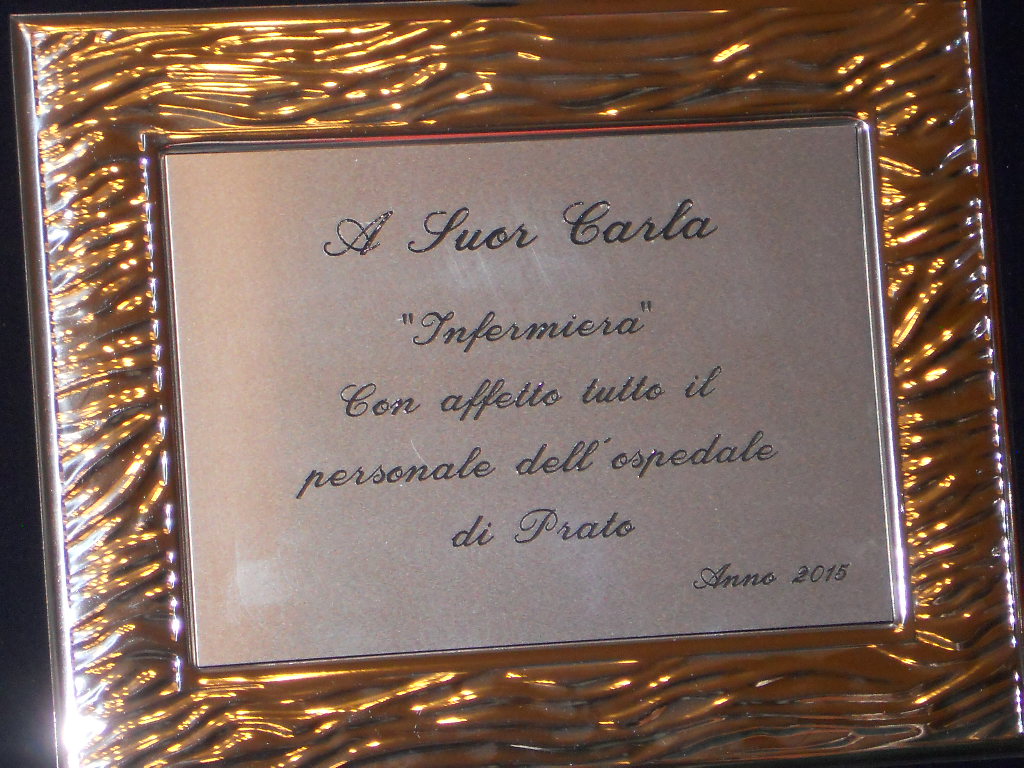 A Suor Carla
"Infermiera"
Con affetto tutto il
personale dell'ospedale
di Prato
Anno 2015